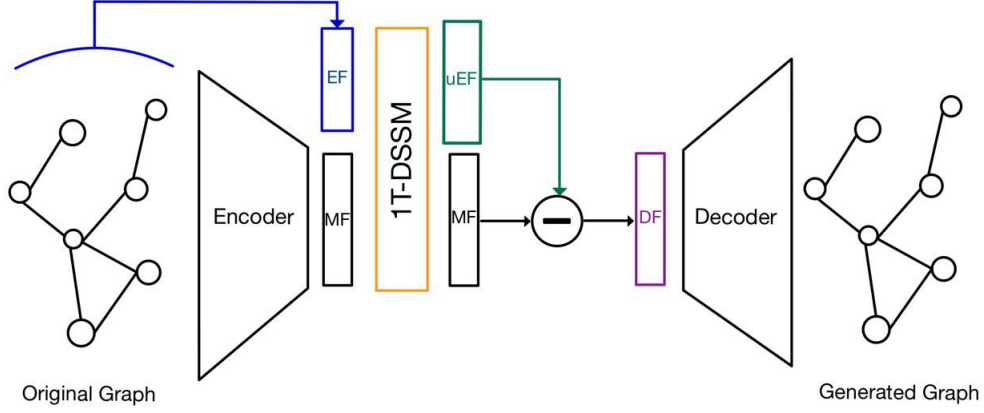 EF
uEF
1T-DSSM
Encoder
MF
MF
DF
Decoder
Original Graph
Generated Graph